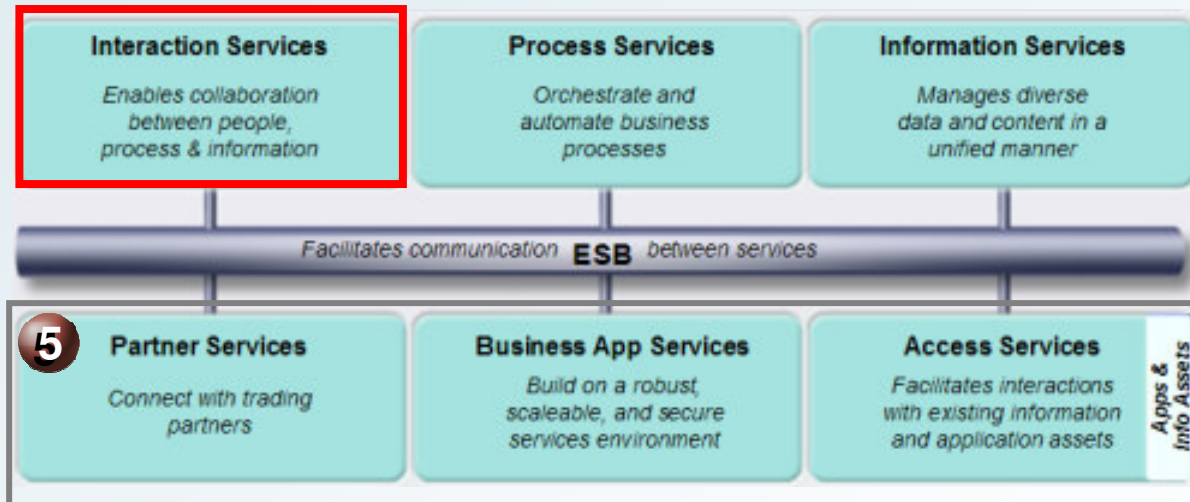 Interaction Services
Enables collaboration
between people,
process & information
Process Services
Orchestrate and
automate business
processes
Information Services
Manages diverse
data and content in a
unified manner
Facilitates communication ESB between services
5
Partner Services
Connect with trading
partners
Business App Services
Build on a robust,
scaleable, and secure
services environment
Access Services
Facilitates interactions
with existing information
and application assets
Apps &
Info Assets